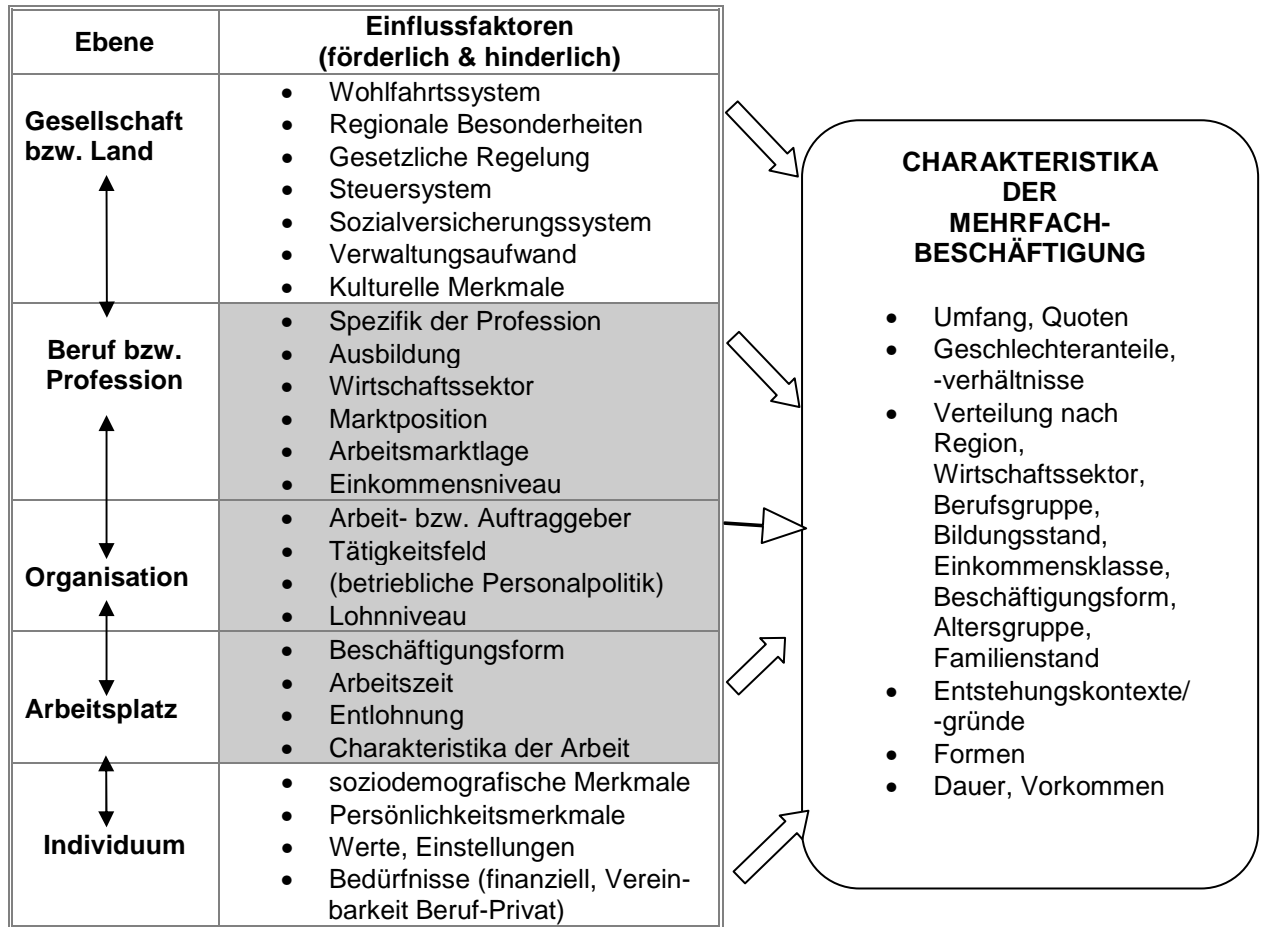 Ebene
Einflussfaktoren
(förderlich & hinderlich)
Gesellschaft
bzw. Land
• Wohlfahrtssystem
• Regionale Besonderheiten
• Gesetzliche Regelung
• Steuersystem
• Sozialversicherungssystem
• Verwaltungsaufwand
• Kulturelle Merkmale
Beruf bzw.
Profession
• Spezifik der Profession
• Ausbildung
• Wirtschaftssektor
• Marktposition
• Arbeitsmarktlage
• Einkommensniveau
Organisation
• Arbeit- bzw. Auftraggeber
• Tätigkeitsfeld
• (betriebliche Personalpolitik)
• Lohnniveau
Arbeitsplatz
• Beschäftigungsform
• Arbeitszeit
• Entlohnung
• Charakteristika der Arbeit
Individuum
• soziodemografische Merkmale
• Persönlichkeitsmerkmale
• Werte, Einstellungen
• Bedürfnisse (finanziell, Verein-
barkeit Beruf-Privat)
CHARAKTERISTIKA
DER
MEHRFACH-
BESCHÄFTIGUNG
• Umfang, Quoten
• Geschlechteranteile,
-verhältnisse
• Verteilung nach
Region,
Wirtschaftssektor,
Berufsgruppe,
Bildungsstand,
Einkommensklasse,
Beschäftigungsform,
Altersgruppe,
Familienstand
• Entstehungskontexte/
-gründe
• Formen
• Dauer, Vorkommen